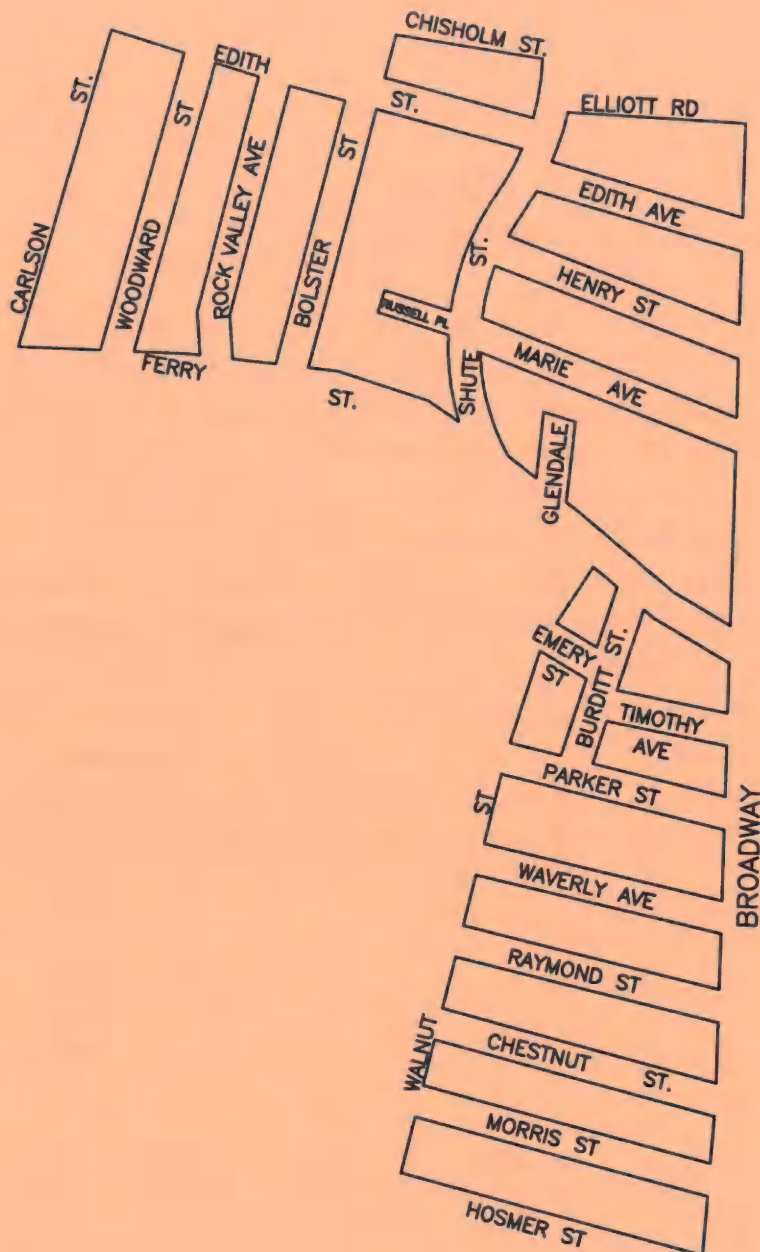 CHISHOLM ST.
EDITH ST.
ELLIOTT RD
CARLSON ST.
WOODWARD ST
ROCK VALLEY AVE
BOLSTER ST
EDITH AVE
SHUTE ST.
HENRY ST
RUSSELL PL
MARIE AVE
FERRY ST.
GLENDALE
EMERY ST
BURDITT ST.
TIMOTHY AVE
PARKER ST
BROADWAY
WALNUT ST
WAVERLY AVE
RAYMOND ST
CHESTNUT ST.
MORRIS ST
HOSMER ST